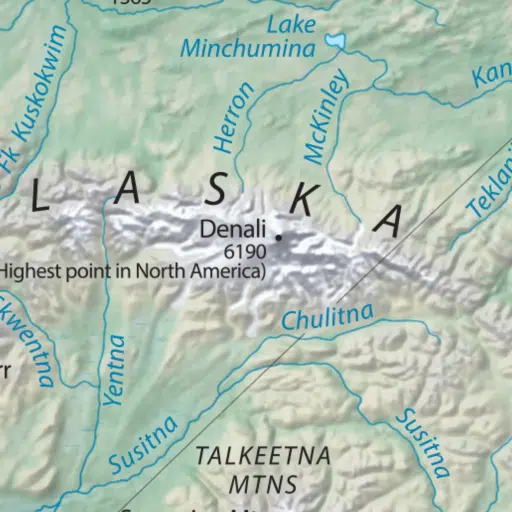 Lake
Minchumina
Kuskokwim
Fk
Herron
McKinley
Kan
Teklani
L A S K A
Denali
6190
Highest point in North America)
Chulitna
kwentna
Yentna
rr
Susitna
Susitna
TALKEETNA
MTNS